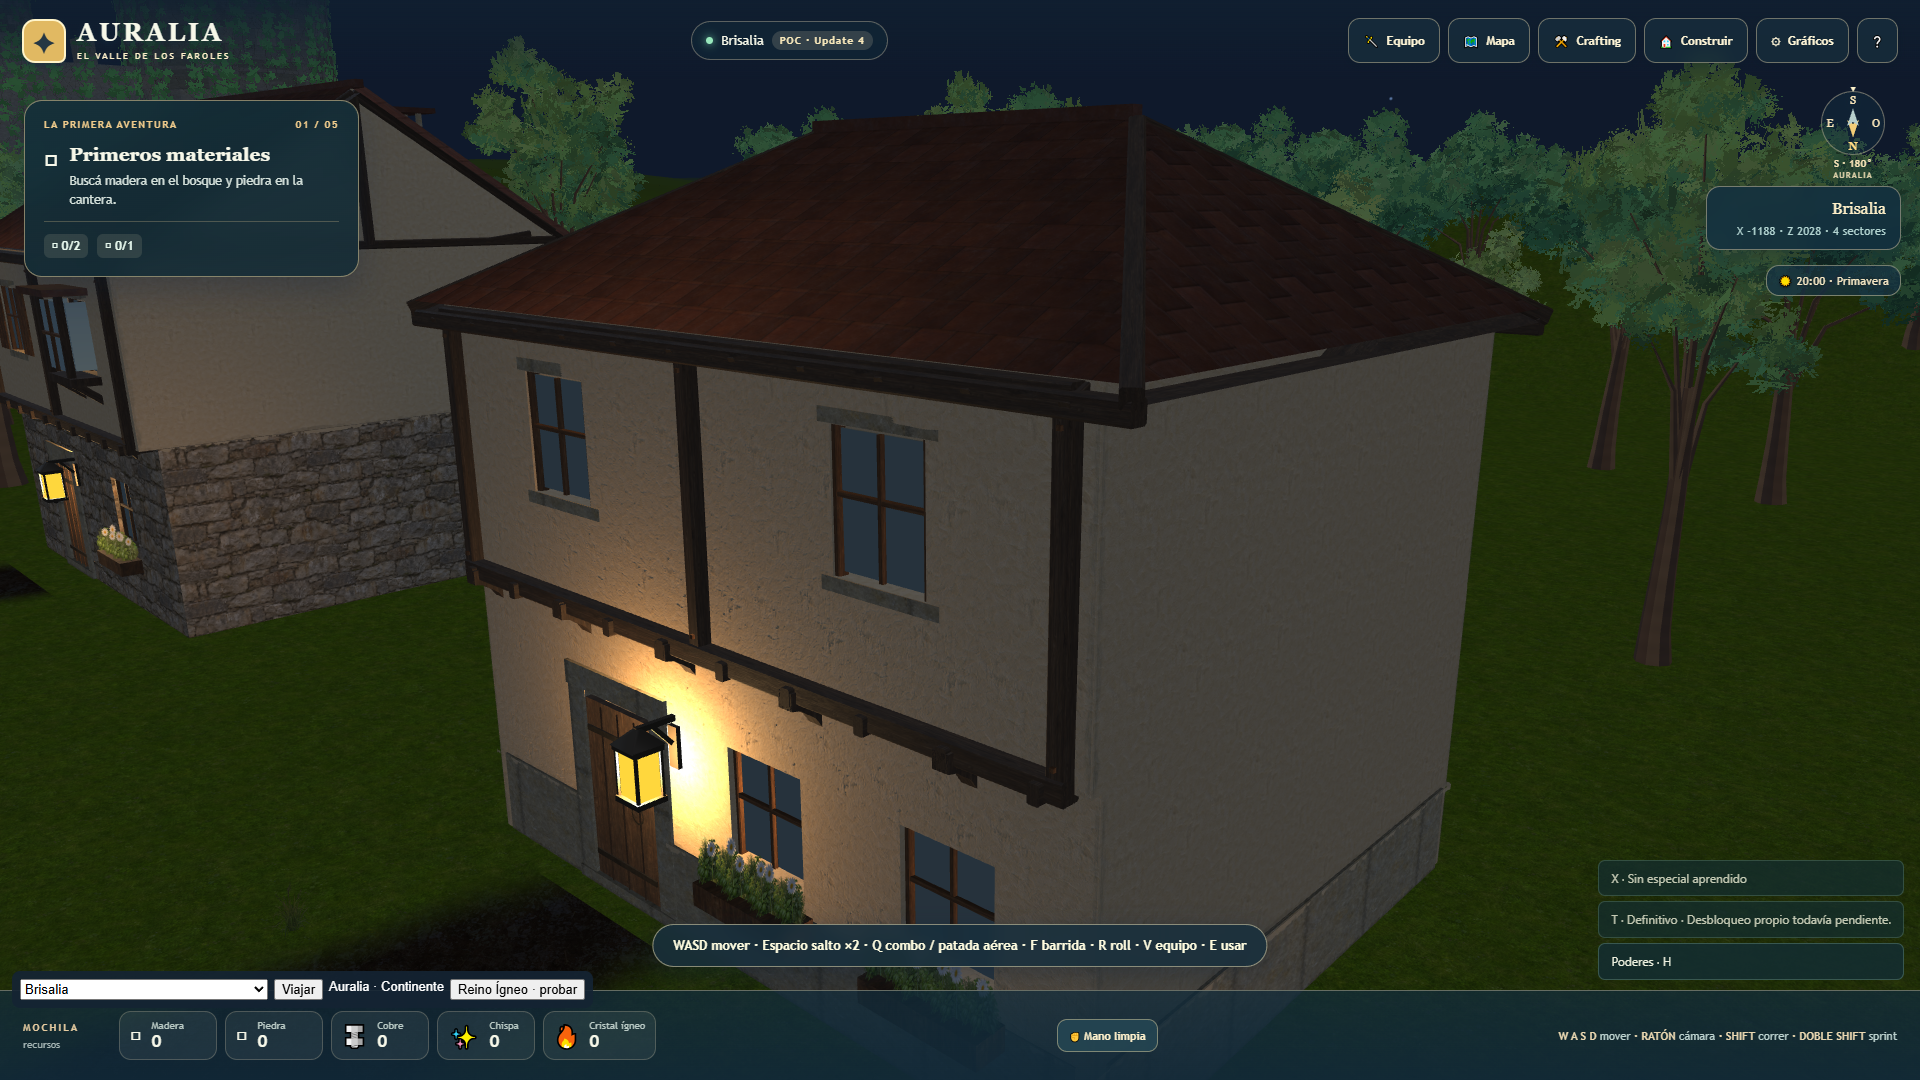 AURALIA
EL VALLE DE LOS FAROLES
Brisalia POC · Update 4
Equipo
Mapa
Crafting
Construir
Gráficos
?
LA PRIMERA AVENTURA 01 / 05
Primeros materiales
Buscá madera en el bosque y piedra en la
cantera.
0/2 0/1
S
E O
N
S · 180°
AURALIA
Brisalia
X -1188 · Z 2028 · 4 sectores
20:00 · Primavera
X · Sin especial aprendido
T · Definitivo · Desbloqueo propio todavía pendiente.
Poderes · H
WASD mover · Espacio salto ×2 · Q combo / patada aérea · F barrida · R roll · V equipo · E usar
Brisalia Viajar Auralia · Continente Reino Ígneo · probar
MOCHILA
recursos
Madera
0
Piedra
0
Cobre
0
Chispa
0
Cristal ígneo
0
Mano limpia
W A S D mover · RATÓN cámara · SHIFT correr · DOBLE SHIFT sprint